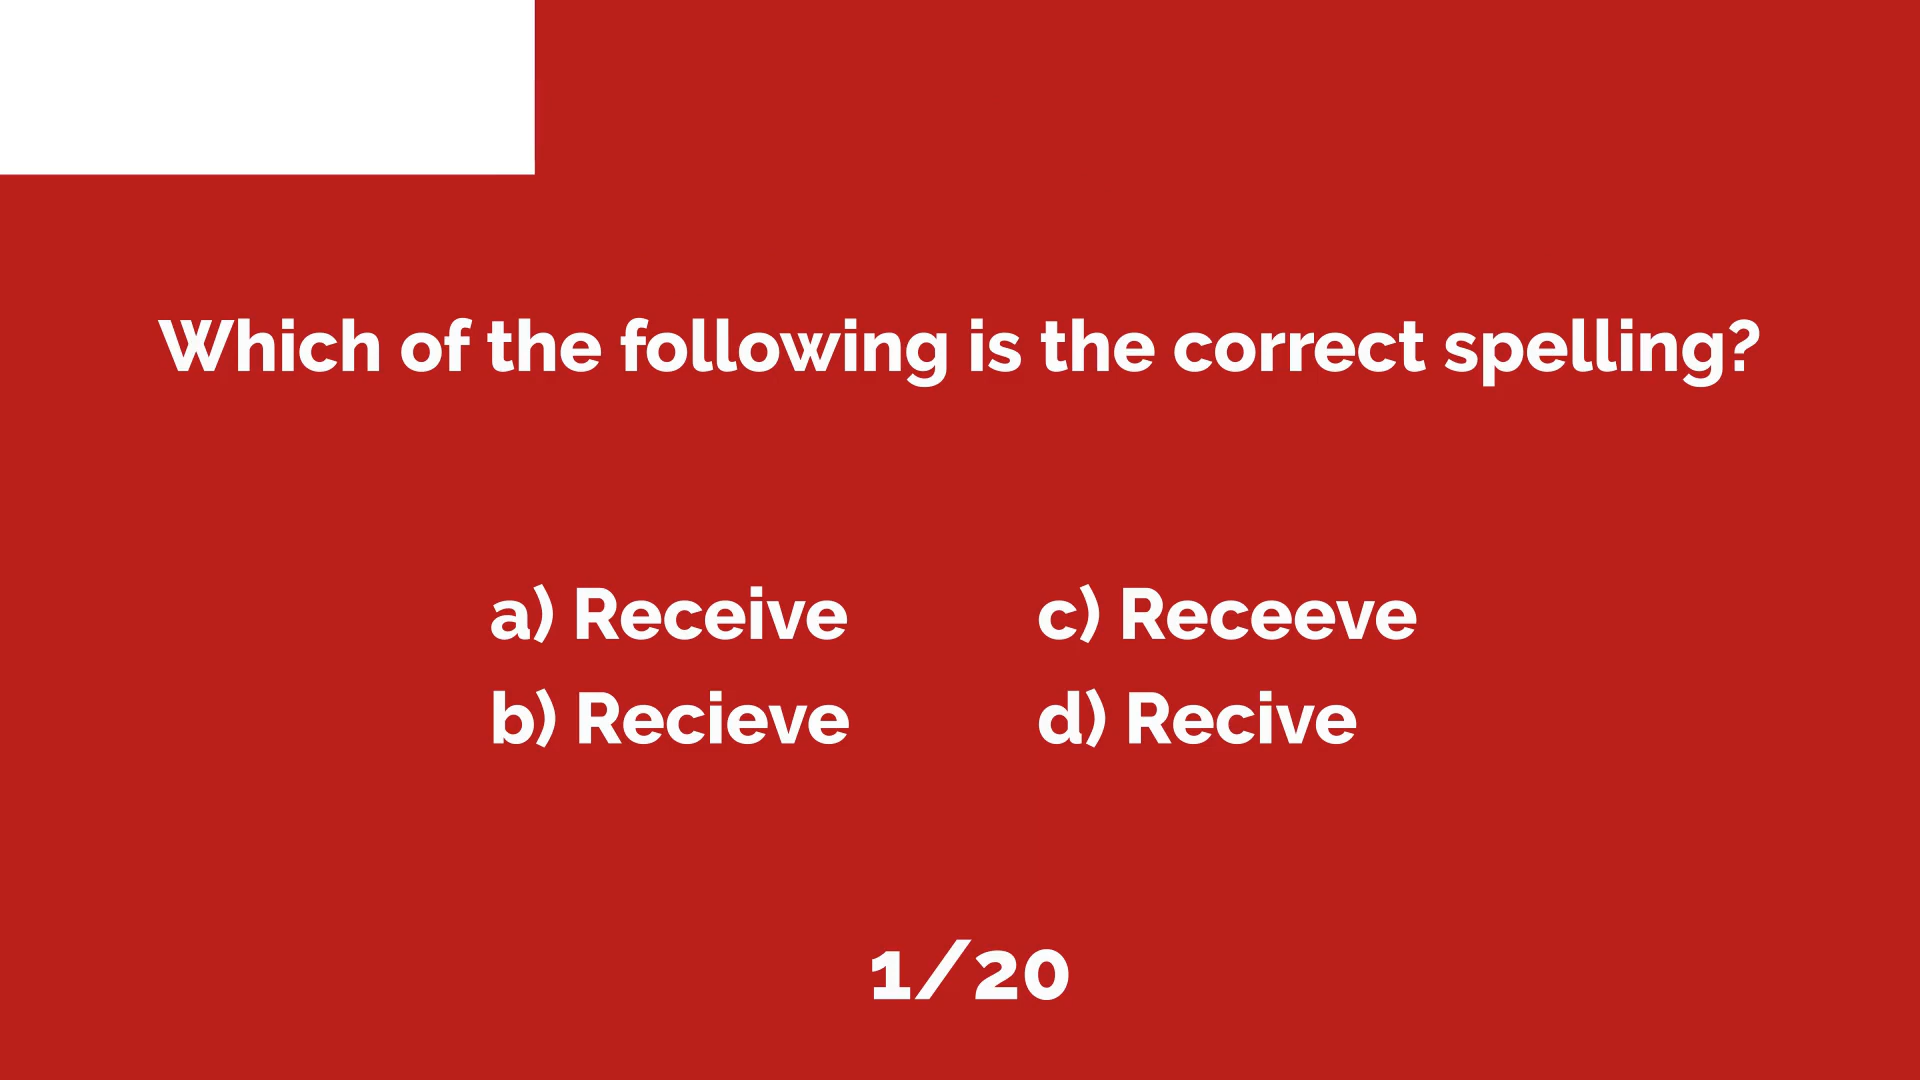 Which of the following is the correct spelling?
a) Receive
b) Recieve
c) Receeve
d) Recive
1/20